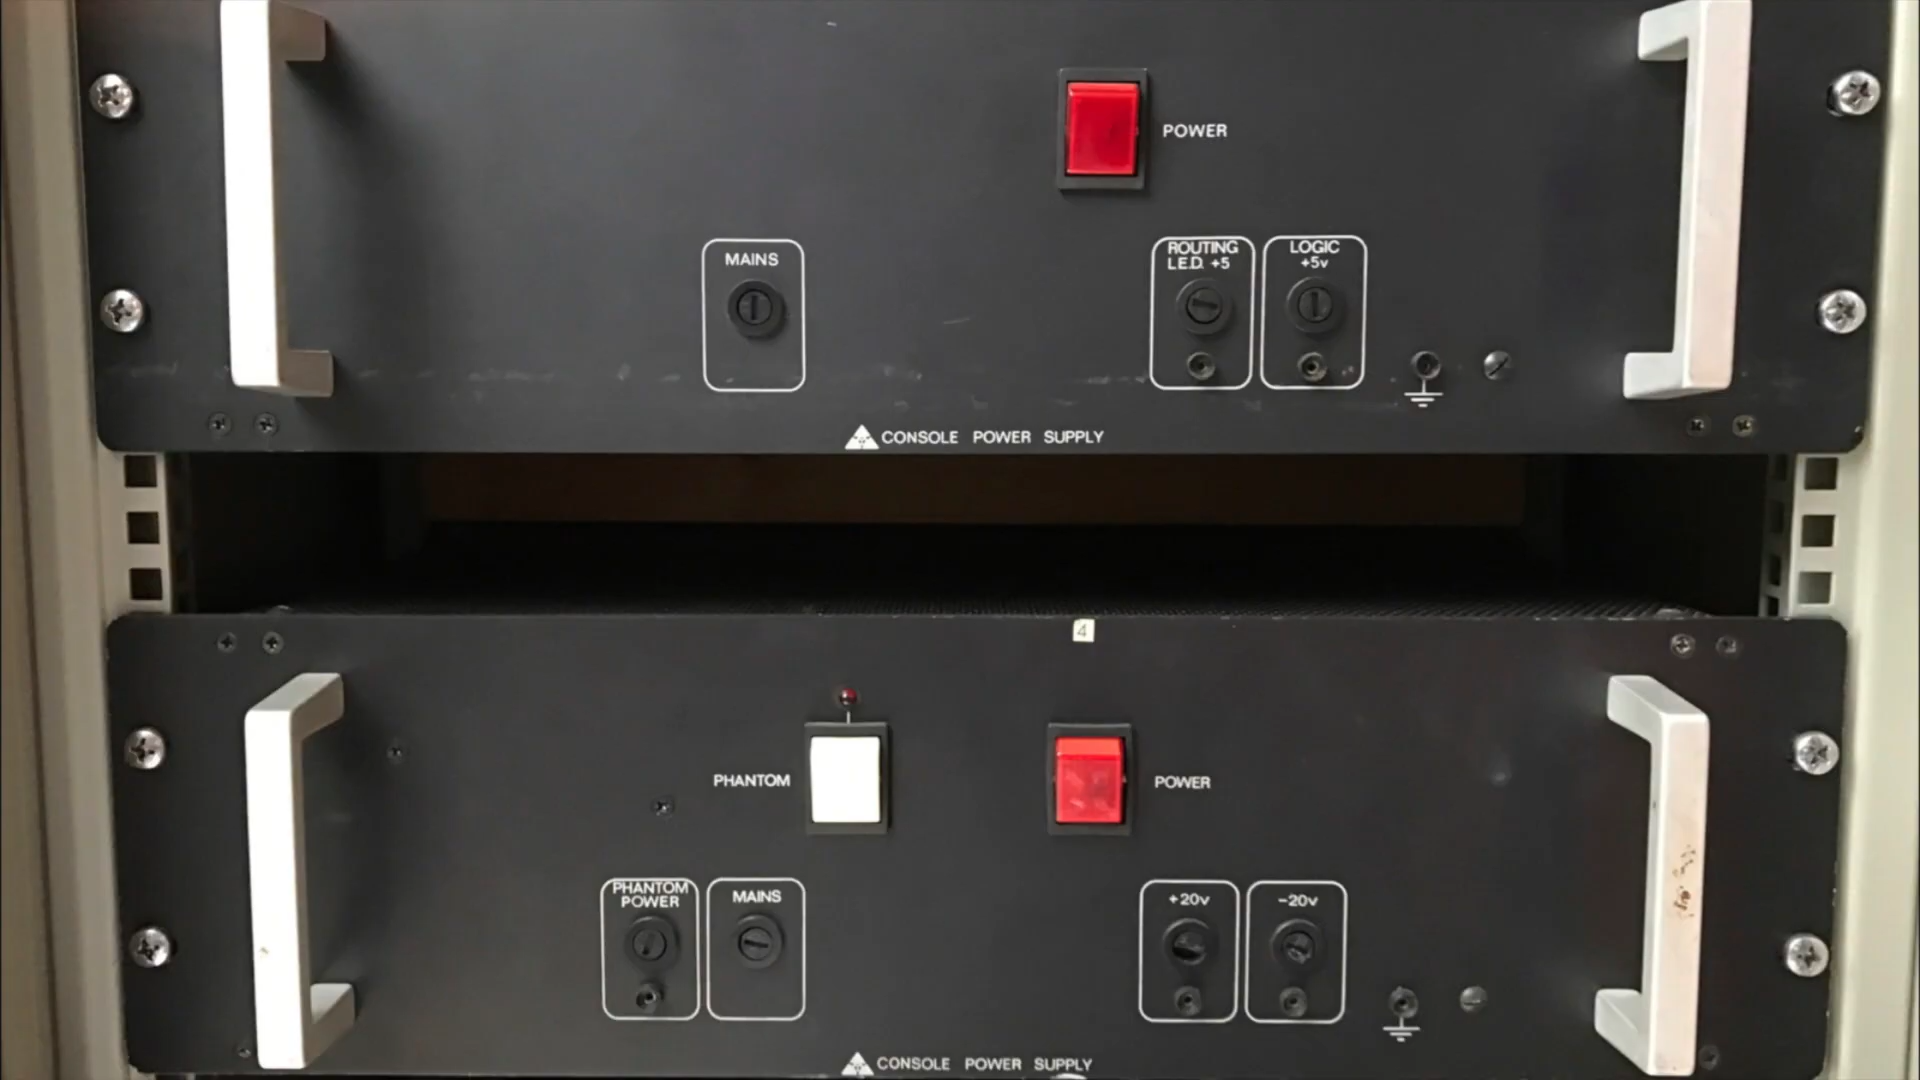 POWER
MAINS
ROUTING
L.E.D. +5
LOGIC
+5v
CONSOLE POWER SUPPLY
4
PHANTOM
POWER
PHANTOM
POWER
MAINS
+20v
-20v
CONSOLE POWER SUPPLY